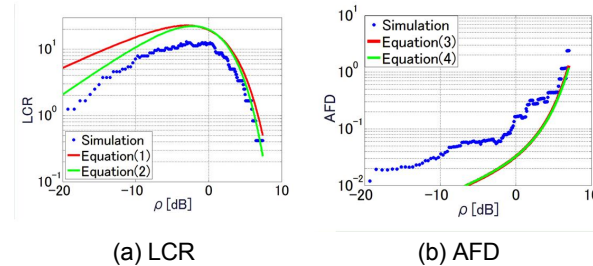 10¹
10⁰
10⁻¹
LCR
Simulation
Equation(1)
Equation(2)
-20 -10 0 10
ρ [dB]
(a) LCR
10¹
10⁰
10⁻¹
10⁻²
AFD
Simulation
Equation(3)
Equation(4)
-20 -10 0 10
ρ [dB]
(b) AFD